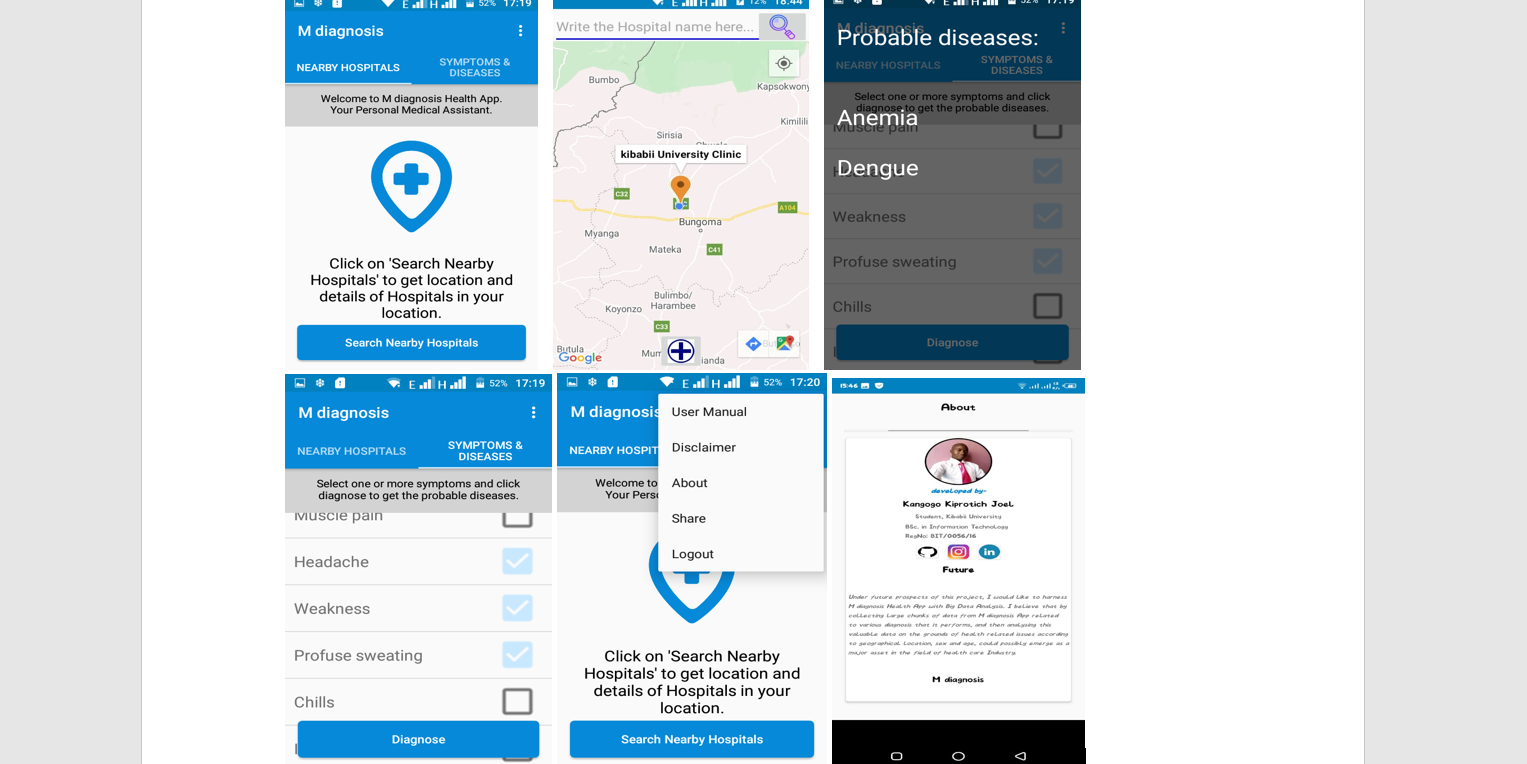 52% 17:19
M diagnosis
NEARBY HOSPITALS
SYMPTOMS &
DISEASES
Welcome to M diagnosis Health App.
Your Personal Medical Assistant.
Click on 'Search Nearby
Hospitals' to get location and
details of Hospitals in your
location.
Search Nearby Hospitals
12% 18:44
Write the Hospital name here...
Bumbo
Kapsokwony
Kimilili
Sirisia
kibabii University Clinic
C32
A104
Bungoma
Myanga
Mateka
C41
Bulimbo/
Harambee
Koyonzo
C33
Butula
Google
52% 17:19
M diagnosis
Probable diseases:
NEARBY HOSPITALS
SYMPTOMS &
DISEASES
Select one or more symptoms and click
diagnose to get the probable diseases.
Anemia
Muscle pain
Dengue
Weakness
Profuse sweating
Chills
Diagnose
E H 52% 17:19
M diagnosis
NEARBY HOSPITALS
SYMPTOMS &
DISEASES
Select one or more symptoms and click
diagnose to get the probable diseases.
Muscle pain
Headache
Weakness
Profuse sweating
Chills
Diagnose
E H 52% 17:20
M diagnosis
NEARBY HOSPIT
Welcome to
Your Pers
User Manual
Disclaimer
About
Share
Logout
Click on 'Search Nearby
Hospitals' to get location and
details of Hospitals in your
location.
Search Nearby Hospitals
15:46
About
developed by-
Kangogo Kiprotich Joel
Student, Kibabii University
BSc. in Information Technology
RegNo: BIT/0056/16
in
Future
Under future prospects of this project, I would like to harness
M diagnosis Health App with Big Data Analysis. I believe that by
collecting large chunks of data from M diagnosis App related
to various diagnosis that it performs, and then analysing this
valuable data on the grounds of health related issues according
to geographical location, sex and age, could possibly emerge as a
major asset in the field of health care Industry.
M diagnosis